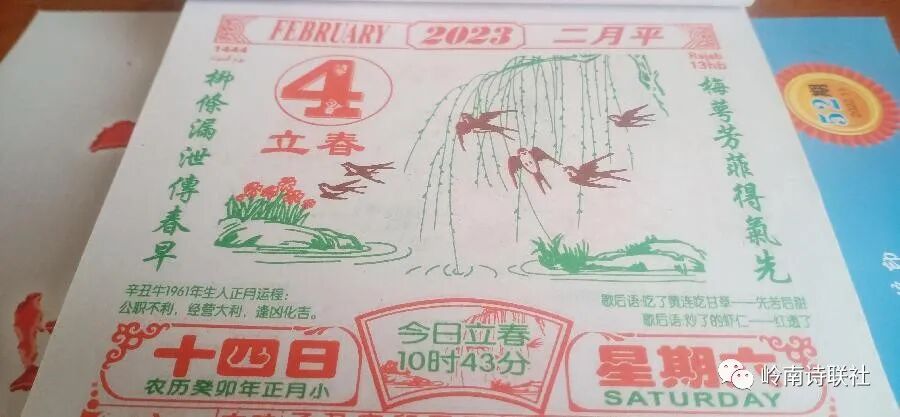 FEBRUARY 2023 二月平
1444
Rajab
13hb
4
立春
梅萼芳菲得氣先
柳條漏泄傳春早
52期
辛丑牛1961年生人正月运程：
公职不利，经营大利，逢凶化吉。
歇后语:吃了黄连吃甘草——先苦后甜
歇后语:炒了的虾仁——红透了
今日立春
10时43分
十四日
农历癸卯年正月小
星期六
SATURDAY
岭南诗联社